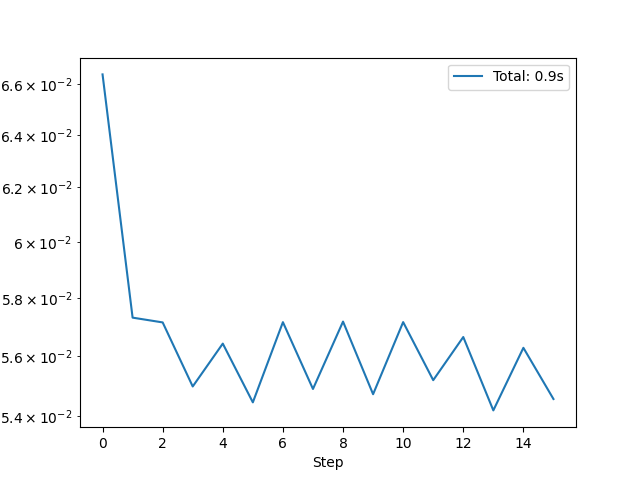 Total: 0.9s
6.6 × 10⁻²
6.4 × 10⁻²
6.2 × 10⁻²
6 × 10⁻²
5.8 × 10⁻²
5.6 × 10⁻²
5.4 × 10⁻²
0 2 4 6 8 10 12 14
Step